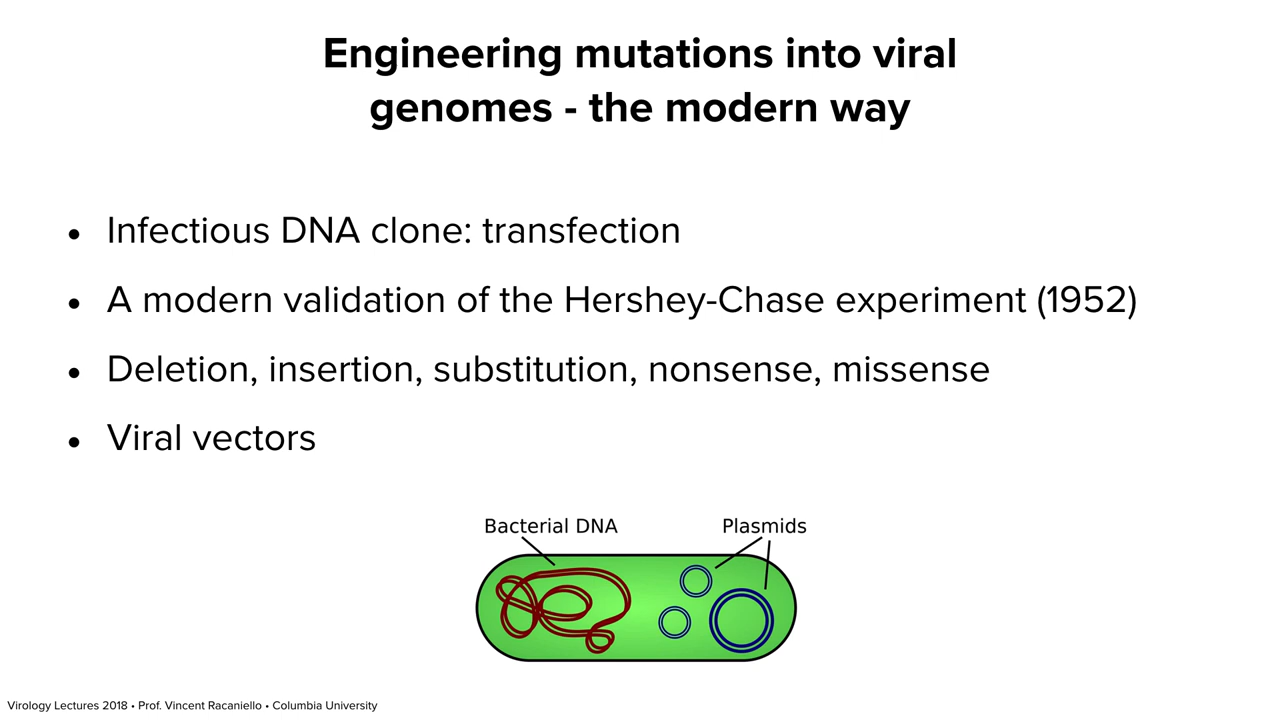 Engineering mutations into viral
genomes - the modern way
• Infectious DNA clone: transfection
• A modern validation of the Hershey-Chase experiment (1952)
• Deletion, insertion, substitution, nonsense, missense
• Viral vectors
Bacterial DNA
Plasmids
Virology Lectures 2018 • Prof. Vincent Racaniello • Columbia University